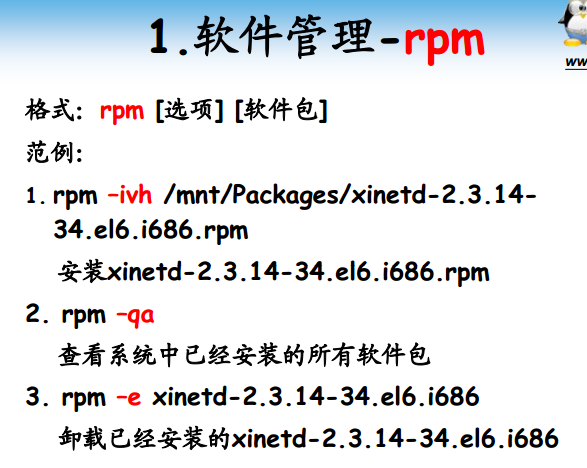 1.软件管理-rpm
ww
格式：rpm [选项] [软件包]
范例：
1. rpm –ivh /mnt/Packages/xinetd-2.3.14-
34.el6.i686.rpm
安装xinetd-2.3.14-34.el6.i686.rpm
2. rpm –qa
查看系统中已经安装的所有软件包
3. rpm –e xinetd-2.3.14-34.el6.i686
卸载已经安装的xinetd-2.3.14-34.el6.i686